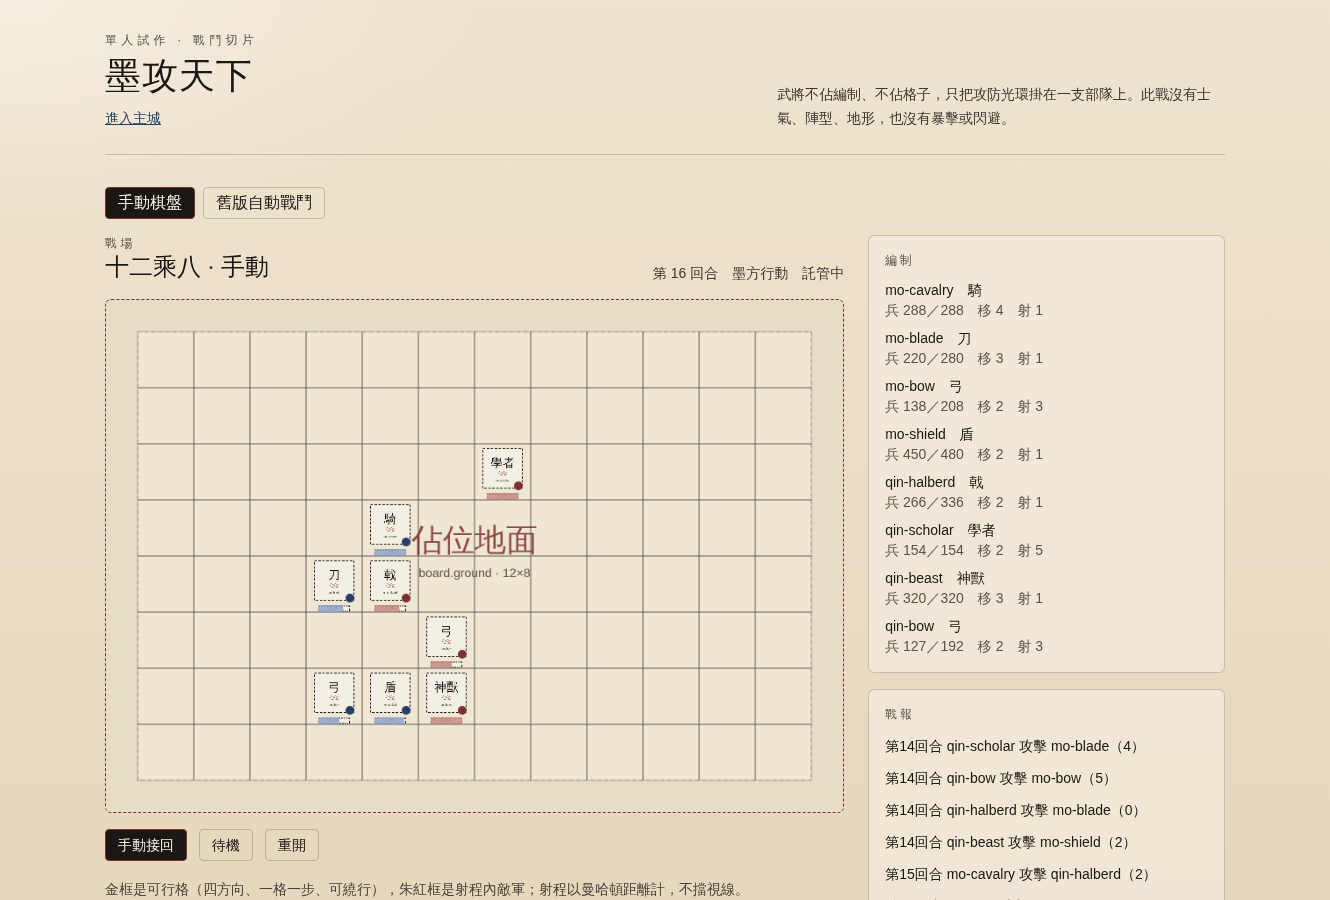 單人試作 · 戰鬥切片
墨攻天下
進入主城
武將不佔編制、不佔格子，只把攻防光環掛在一支部隊上。此戰沒有士
氣、陣型、地形，也沒有暴擊或閃避。
手動棋盤
舊版自動戰鬥
戰場
十二乘八 · 手動
第 16 回合　墨方行動　託管中
學者
騎
佔位地面
board.ground · 12×8
刀
戟
弓
弓
盾
神獸
手動接回
待機
重開
金框是可行格（四方向、一格一步、可繞行），朱紅框是射程內敵軍；射程以曼哈頓距離計，不擋視線。
編制
mo-cavalry　騎
兵 288／288　移 4　射 1
mo-blade　刀
兵 220／280　移 3　射 1
mo-bow　弓
兵 138／208　移 2　射 3
mo-shield　盾
兵 450／480　移 2　射 1
qin-halberd　戟
兵 266／336　移 2　射 1
qin-scholar　學者
兵 154／154　移 2　射 5
qin-beast　神獸
兵 320／320　移 3　射 1
qin-bow　弓
兵 127／192　移 2　射 3
戰報
第14回合 qin-scholar 攻擊 mo-blade（4）
第14回合 qin-bow 攻擊 mo-bow（5）
第14回合 qin-halberd 攻擊 mo-blade（0）
第14回合 qin-beast 攻擊 mo-shield（2）
第15回合 mo-cavalry 攻擊 qin-halberd（2）